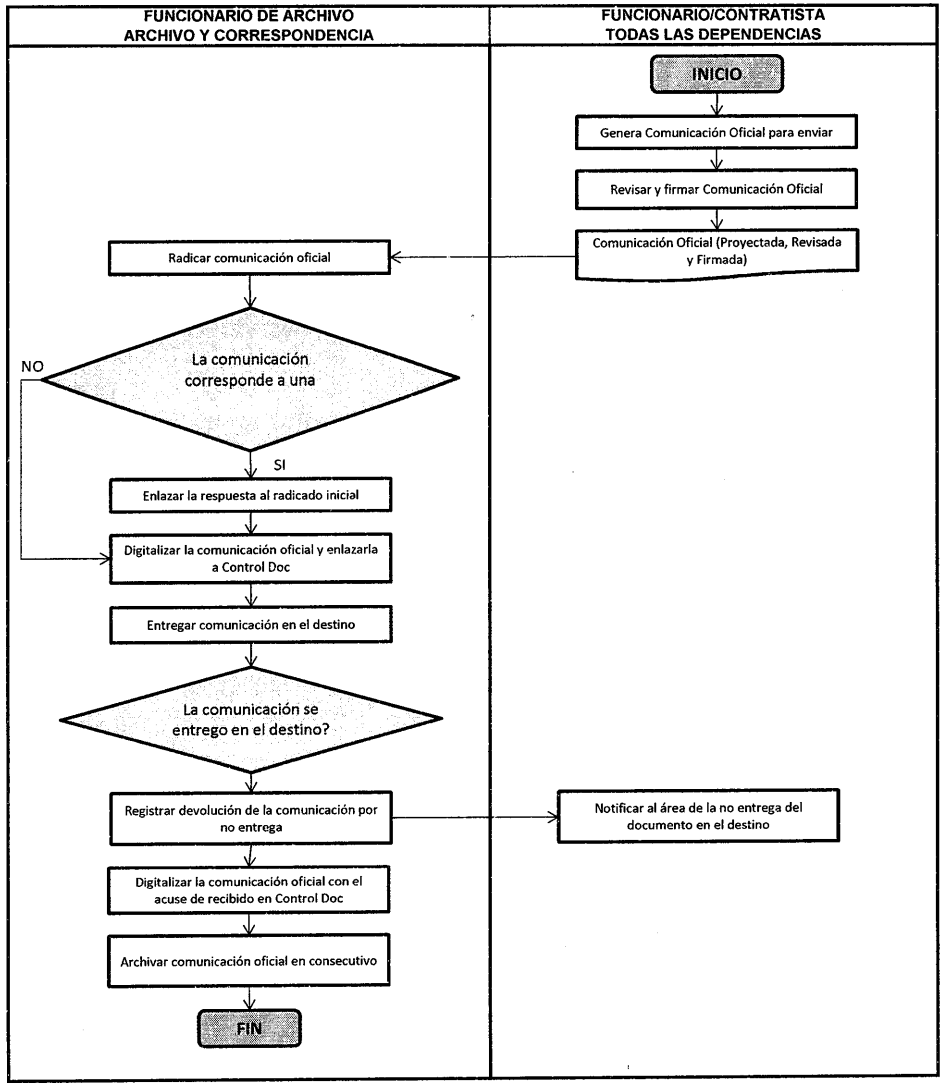 FUNCIONARIO DE ARCHIVO
ARCHIVO Y CORRESPONDENCIA
FUNCIONARIO/CONTRATISTA
TODAS LAS DEPENDENCIAS
INICIO
Genera Comunicación Oficial para enviar
Revisar y firmar Comunicación Oficial
Comunicación Oficial (Proyectada, Revisada
y Firmada)
Radicar comunicación oficial
La comunicación
corresponde a una
NO
SI
Enlazar la respuesta al radicado inicial
Digitalizar la comunicación oficial y enlazarla
a Control Doc
Entregar comunicación en el destino
La comunicación se
entrego en el destino?
Registrar devolución de la comunicación por
no entrega
Notificar al área de la no entrega del
documento en el destino
Digitalizar la comunicación oficial con el
acuse de recibido en Control Doc
Archivar comunicación oficial en consecutivo
FIN